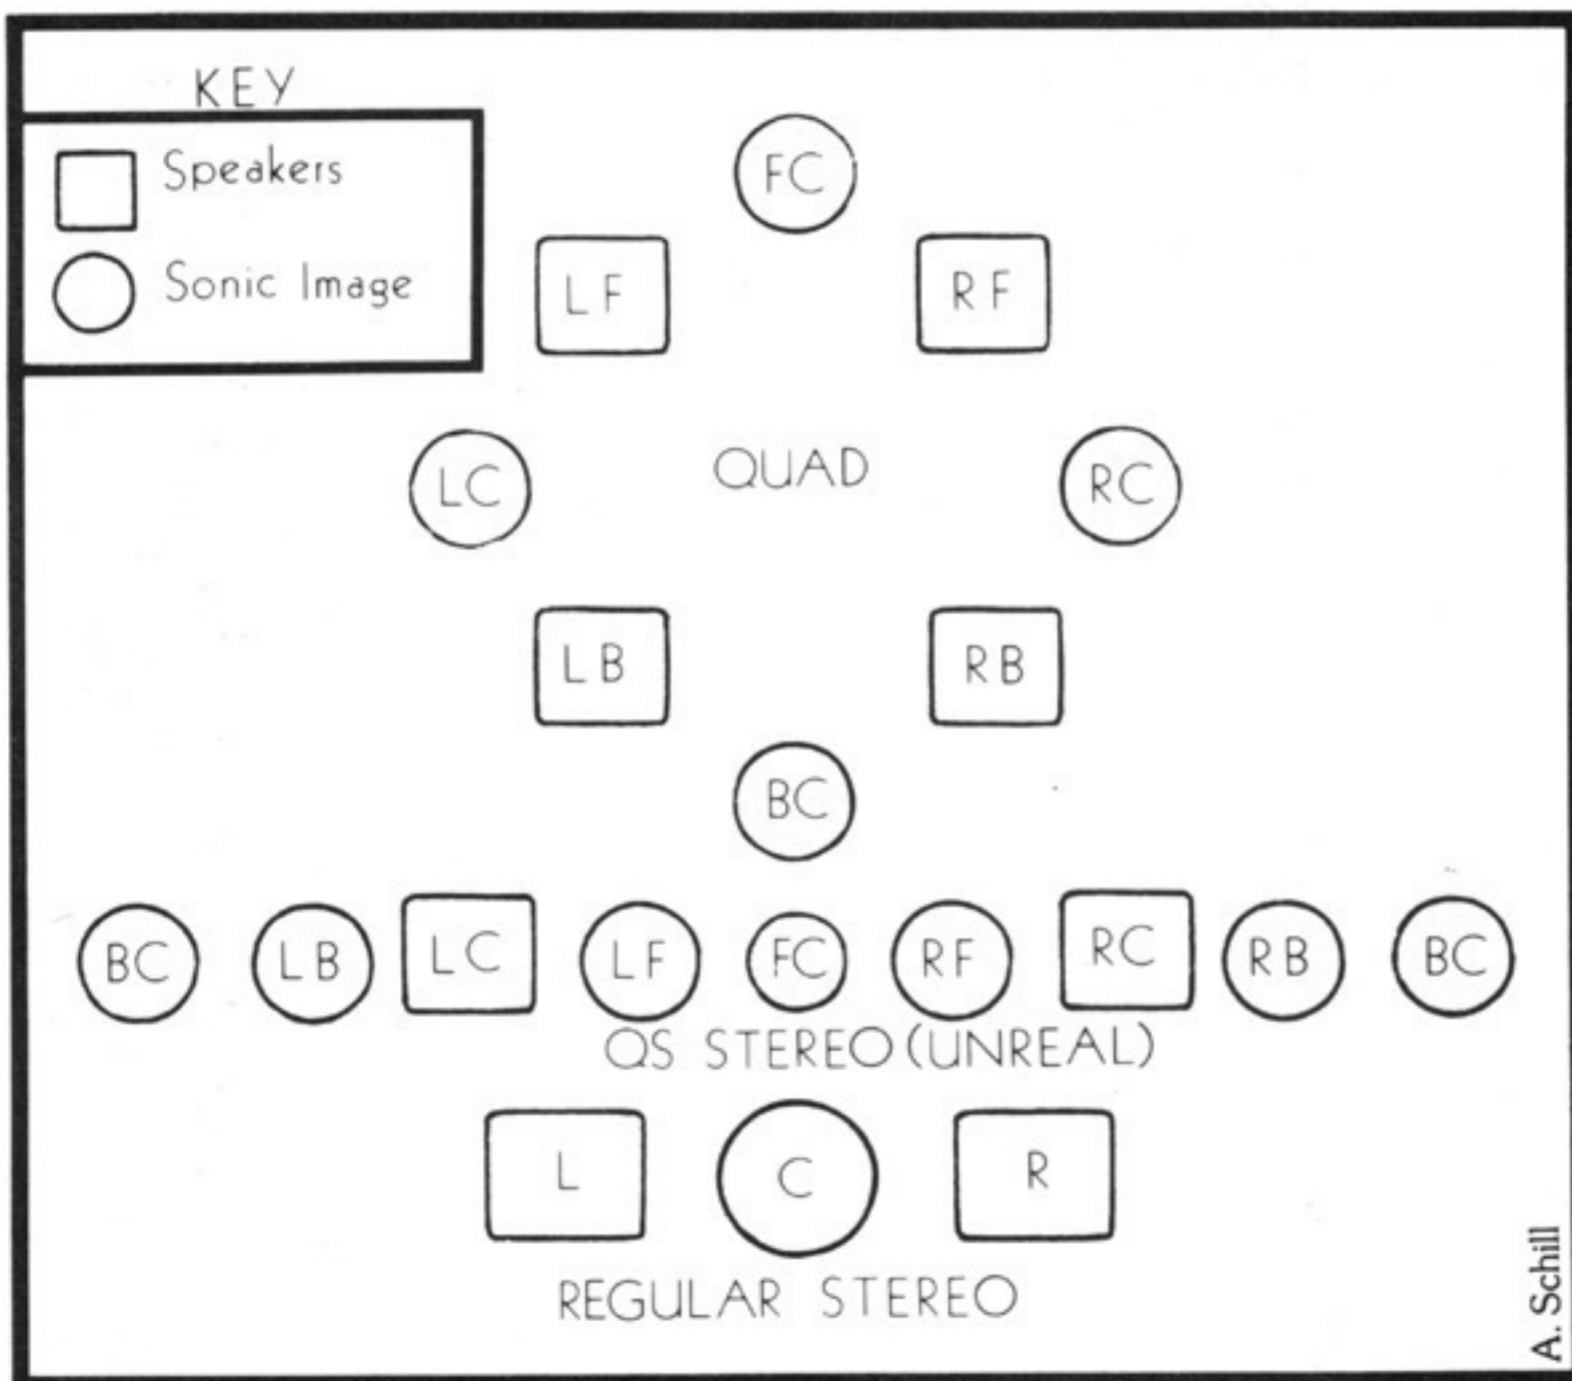 KEY
Speakers
Sonic Image
FC
LF RF
LC QUAD RC
LB RB
BC
BC LB LC LF FC RF RC RB BC
QS STEREO (UNREAL)
L C R
REGULAR STEREO
A. Schill